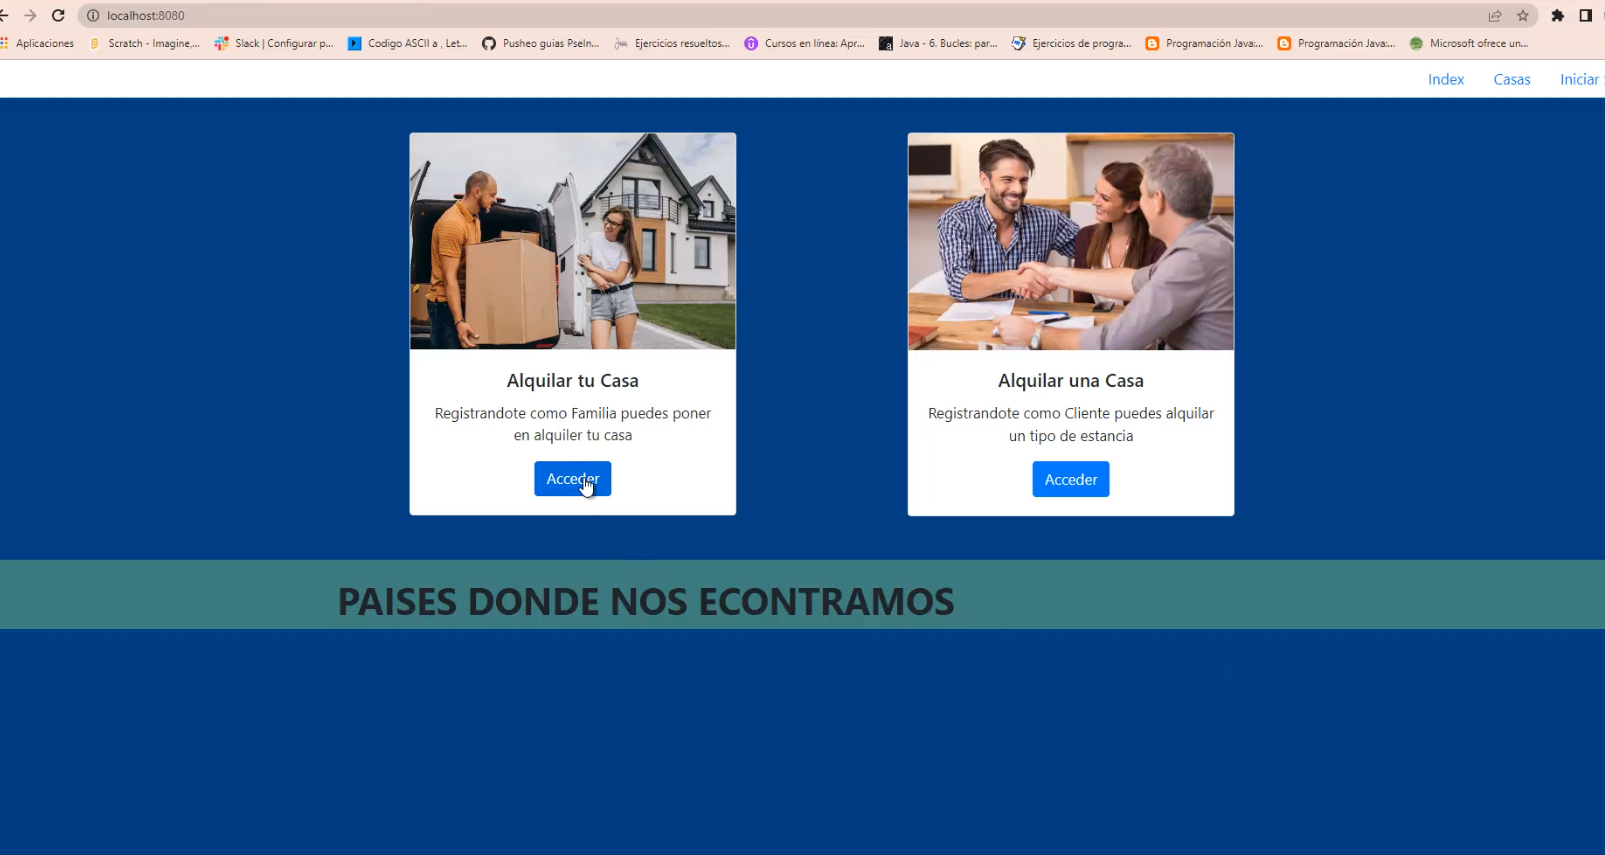 localhost:8080
Aplicaciones Scratch - Imagine,... Slack | Configurar p... Codigo ASCII a , Let... Pusheo guias PseIn... Ejercicios resueltos... Cursos en línea: Apr... Java - 6. Bucles: par... Ejercicios de progra... Programación Java:... Programación Java:... Microsoft ofrece un...
Index Casas Iniciar
Alquilar tu Casa
Registrandote como Familia puedes poner
en alquiler tu casa
Acceder
Alquilar una Casa
Registrandote como Cliente puedes alquilar
un tipo de estancia
Acceder
PAISES DONDE NOS ECONTRAMOS